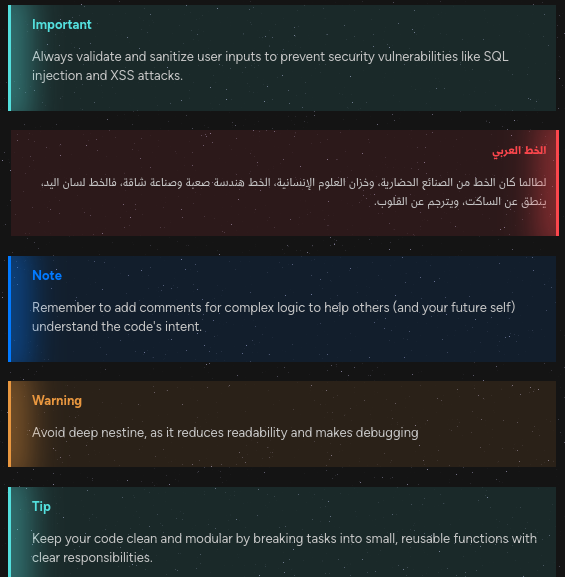 Important
Always validate and sanitize user inputs to prevent security vulnerabilities like SQL
injection and XSS attacks.
الخط العربي
لطالما كان الخط من الصنائع الحضارية، وخزان العلوم الإنسانية، الخط هندسة صعبة وصناعة شاقة، فالخط لسان اليد،
ينطق عن الساكت، ويترجم عن القلوب.
Note
Remember to add comments for complex logic to help others (and your future self)
understand the code's intent.
Warning
Avoid deep nestine, as it reduces readability and makes debugging
Tip
Keep your code clean and modular by breaking tasks into small, reusable functions with
clear responsibilities.